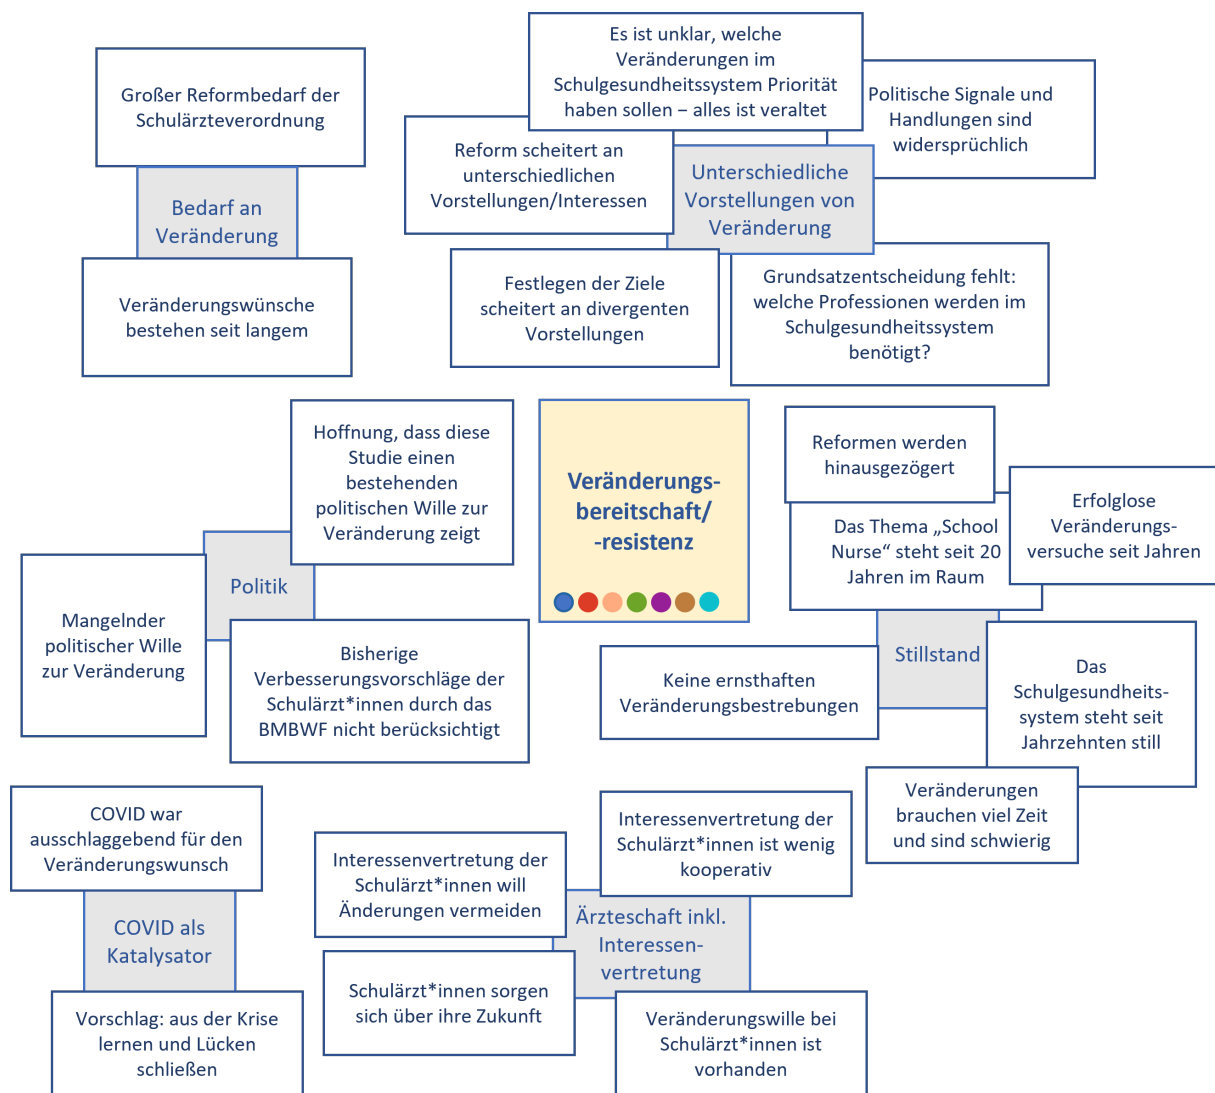 Großer Reformbedarf der
Schulärzteverordnung
Bedarf an
Veränderung
Veränderungswünsche
bestehen seit langem
Es ist unklar, welche
Veränderungen im
Schulgesundheitssystem Priorität
haben sollen – alles ist veraltet
Politische Signale und
Handlungen sind
widersprüchlich
Reform scheitert an
unterschiedlichen
Vorstellungen/Interessen
Unterschiedliche
Vorstellungen von
Veränderung
Festlegen der Ziele
scheitert an divergenten
Vorstellungen
Grundsatzentscheidung fehlt:
welche Professionen werden im
Schulgesundheitssystem
benötigt?
Hoffnung, dass diese
Studie einen
bestehenden
politischen Wille zur
Veränderung zeigt
Politik
Mangelnder
politischer Wille
zur Veränderung
Bisherige
Verbesserungsvorschläge der
Schulärzt*innen durch das
BMBWF nicht berücksichtigt
Veränderungs-
bereitschaft/
-resistenz
Reformen werden
hinausgezögert
Das Thema „School
Nurse“ steht seit 20
Jahren im Raum
Erfolglose
Veränderungs-
versuche seit Jahren
Stillstand
Keine ernsthaften
Veränderungsbestrebungen
Das
Schulgesundheits-
system steht seit
Jahrzehnten still
Veränderungen
brauchen viel Zeit
und sind schwierig
COVID war
ausschlaggebend für den
Veränderungswunsch
COVID als
Katalysator
Vorschlag: aus der Krise
lernen und Lücken
schließen
Interessenvertretung der
Schulärzt*innen will
Änderungen vermeiden
Interessenvertretung der
Schulärzt*innen ist wenig
kooperativ
Ärzteschaft inkl.
Interessen-
vertretung
Schulärzt*innen sorgen
sich über ihre Zukunft
Veränderungswille bei
Schulärzt*innen ist
vorhanden